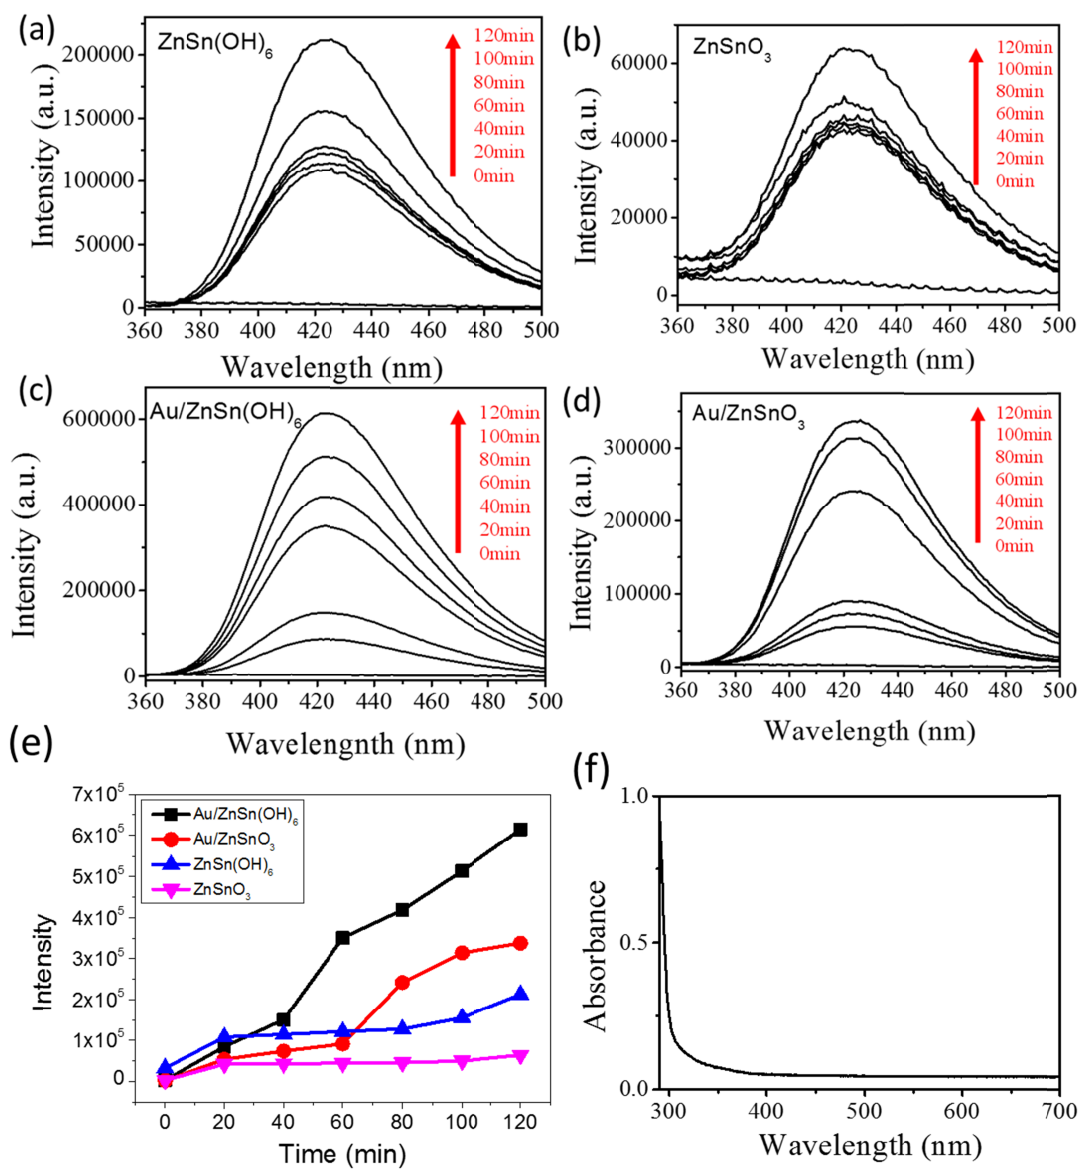 (a)
ZnSn(OH)6
120min
100min
80min
60min
40min
20min
0min
200000
150000
100000
50000
0
Intensity (a.u.)
360 380 400 420 440 460 480 500
Wavelength (nm)
(b)
ZnSnO3
120min
100min
80min
60min
40min
20min
0min
60000
40000
20000
0
Intensity (a.u.)
360 380 400 420 440 460 480 500
Wavelength (nm)
(c)
Au/ZnSn(OH)6
120min
100min
80min
60min
40min
20min
0min
600000
400000
200000
0
Intensity (a.u.)
360 380 400 420 440 460 480 500
Wavelengnth (nm)
(d)
Au/ZnSnO3
120min
100min
80min
60min
40min
20min
0min
300000
200000
100000
0
Intensity (a.u.)
360 380 400 420 440 460 480 500
Wavelength (nm)
(e)
Au/ZnSn(OH)6
Au/ZnSnO3
ZnSn(OH)6
ZnSnO3
7x10^5
6x10^5
5x10^5
4x10^5
3x10^5
2x10^5
1x10^5
0
Intensity
0 20 40 60 80 100 120
Time (min)
(f)
1.0
0.5
0.0
Absorbance
300 400 500 600 700
Wavelength (nm)